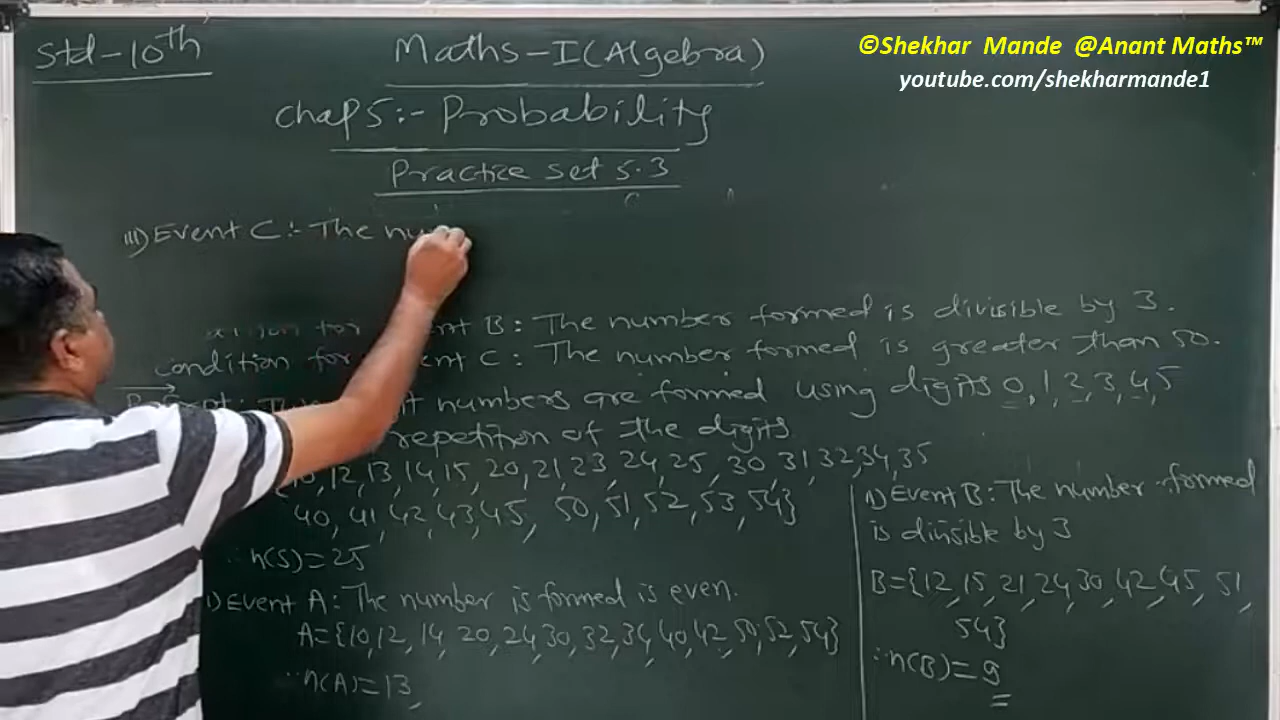 Std-10th
Maths-I(Algebra)
©Shekhar Mande @Anant Maths™
youtube.com/shekharmande1
Chap 5:- Probability
Practice set 5.3
III) Event C:- The nu
for B: The number formed is divisible by 3.
condition for C: The number formed is greater than 50.
numbers are formed using digits 0,1,2,3,4,5
repetition of the digits
12, 13, 14, 15, 20, 21, 23, 24, 25, 30, 31, 32, 34, 35
40, 41, 42, 43, 45, 50, 51, 52, 53, 54}
∴ n(S)=25
I) Event A: The number is formed is even.
A={10,12, 14, 20, 24, 30, 32, 34, 40, 42, 50, 52, 54}
∴ n(A)=13
Event B: The number formed
is divisible by 3
B={12, 15, 21, 24, 30, 42, 45, 51,
54}
∴ n(B)=9